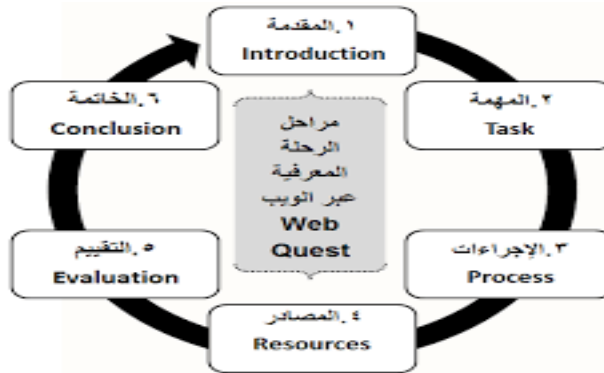 ١.المقدمة
Introduction
٢.المهمة
Task
٣.الإجراءات
Process
٤.المصادر
Resources
٥.التقييم
Evaluation
٦.الخاتمة
Conclusion
مراحل
الرحلة
المعرفية
عبر الويب
Web
Quest